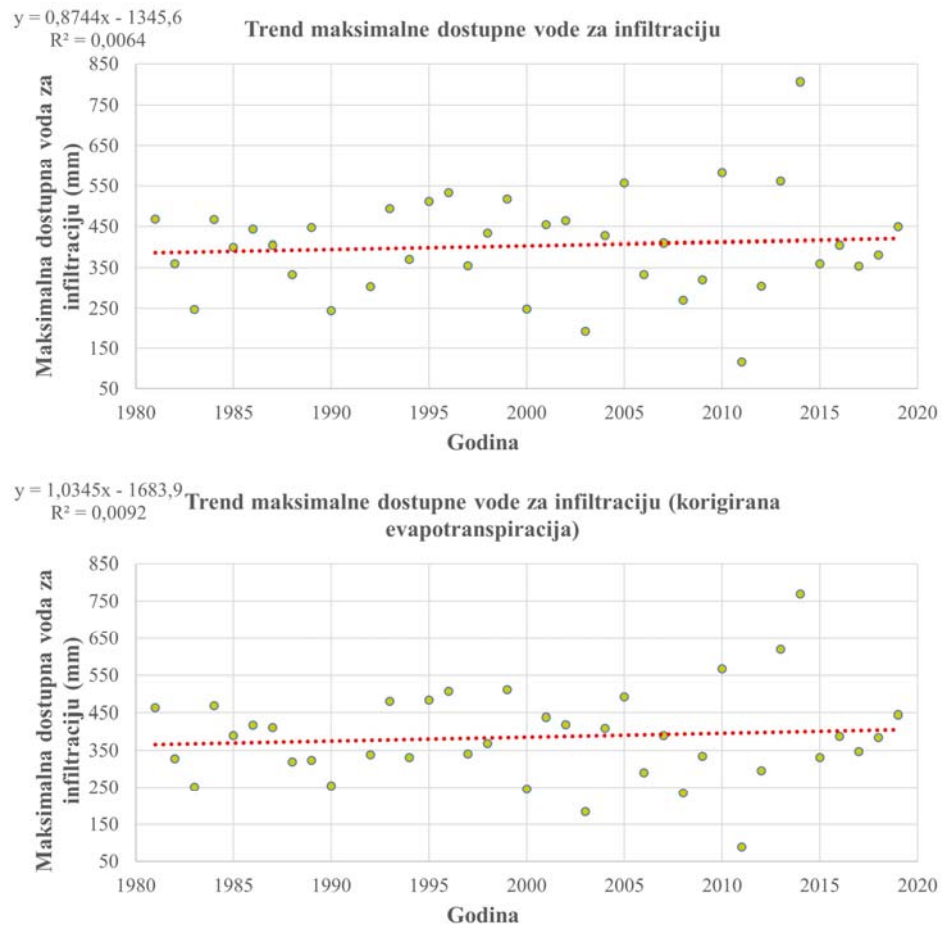 y = 0,8744x - 1345,6
R² = 0,0064
Trend maksimalne dostupne vode za infiltraciju
Maksimalna dostupna voda za
infiltraciju (mm)
850
750
650
550
450
350
250
150
50
1980 1985 1990 1995 2000 2005 2010 2015 2020
Godina
y = 1,0345x - 1683,9
R² = 0,0092
Trend maksimalne dostupne vode za infiltraciju (korigirana
evapotranspiracija)
Maksimalna dostupna voda za
infiltraciju (mm)
850
750
650
550
450
350
250
150
50
1980 1985 1990 1995 2000 2005 2010 2015 2020
Godina